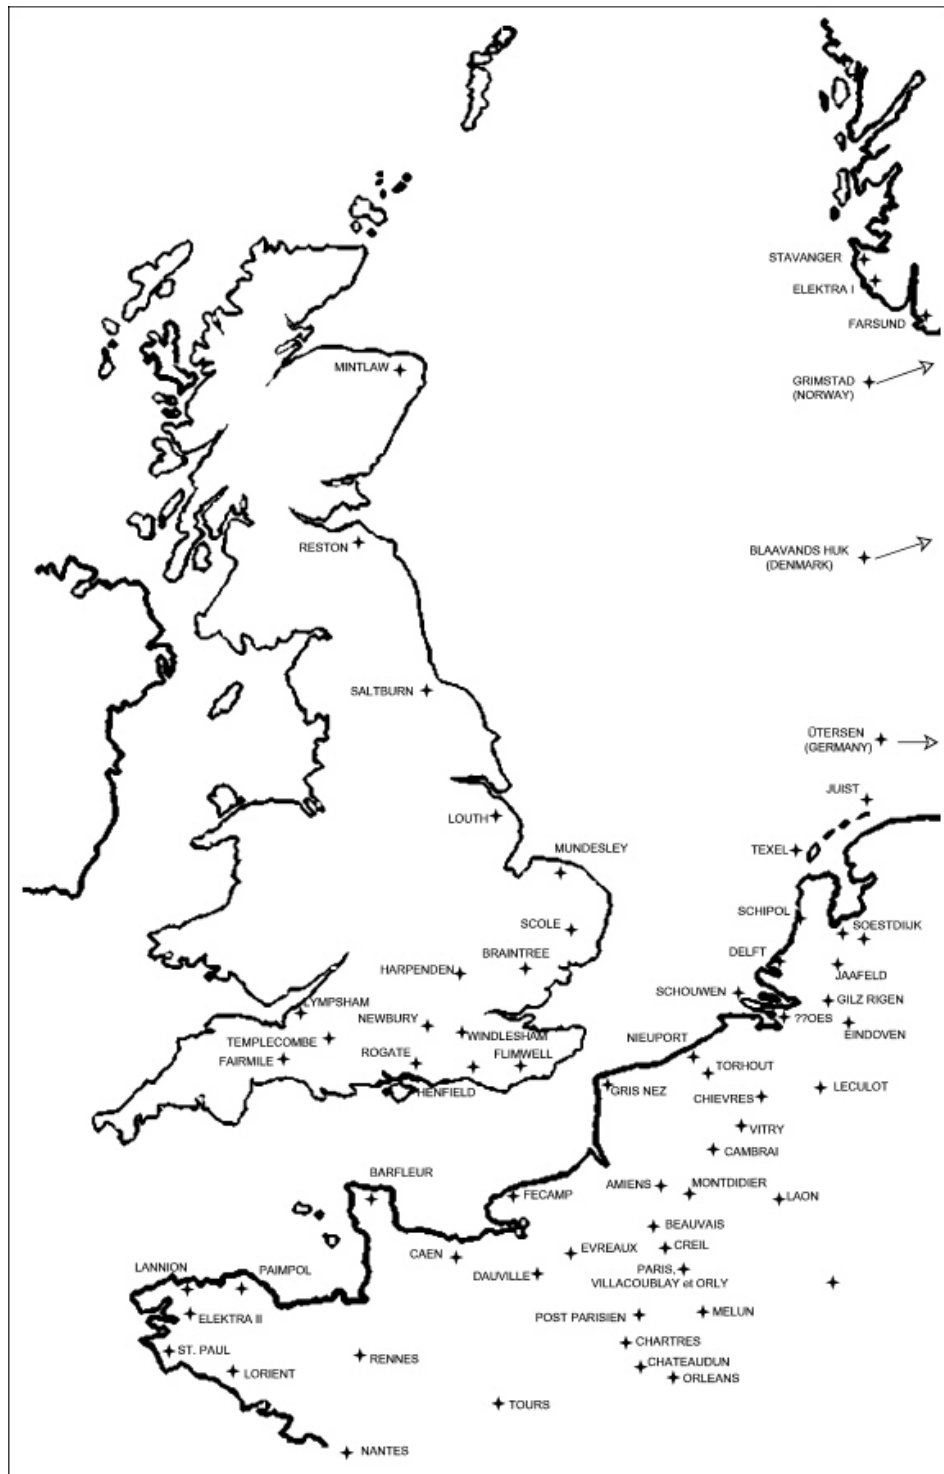 STAVANGER
ELEKTRA I
FARSUND
MINTLAW
GRIMSTAD
(NORWAY)
RESTON
BLAAVANDS HUK
(DENMARK)
SALTBURN
ÜTERSEN
(GERMANY)
JUIST
LOUTH
MUNDESLEY
TEXEL
SCHIPOL
SCOLE
SOESTDIJUK
BRAINTREE
DELFT
HARPENDEN
JAAFELD
SCHOUWEN
LYMPSHAM
GILZ RIGEN
NEWBURY
??OES
WINDLESHAM
EINDOVEN
TEMPLECOMBE
NIEUPORT
FAIRMILE
ROGATE
FLIMWELL
TORHOUT
HENFIELD
GRIS NEZ
LECULOT
CHIEVRES
VITRY
CAMBRAI
BARFLEUR
AMIENS
MONTDIDIER
FECAMP
LAON
BEAUVAIS
CAEN
EVREAUX
CREIL
LANNION
PAIMPOL
DAUVILLE
PARIS,
VILLACOUBLAY et ORLY
ELEKTRA II
POST PARISIEN
MELUN
CHARTRES
ST. PAUL
RENNES
CHATEAUDUN
LORIENT
ORLEANS
TOURS
NANTES